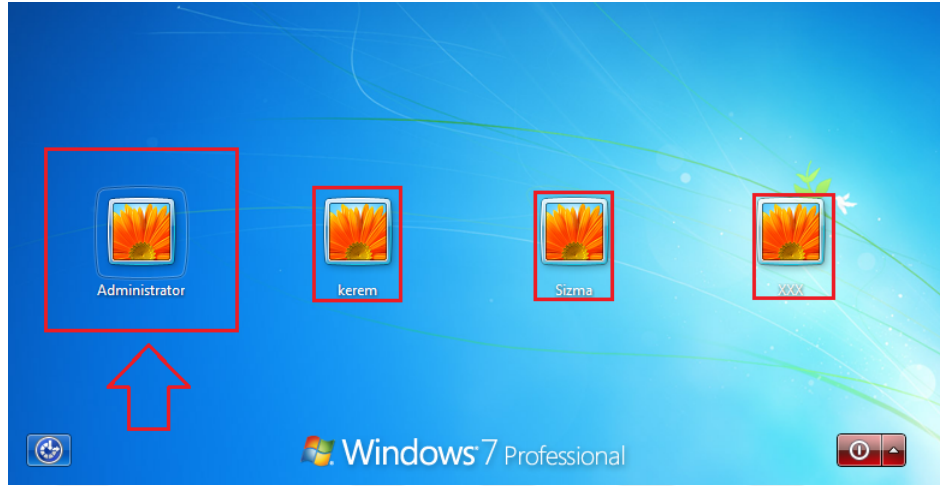 Administrator
kerem
Sizma
XXX
Windows 7 Professional